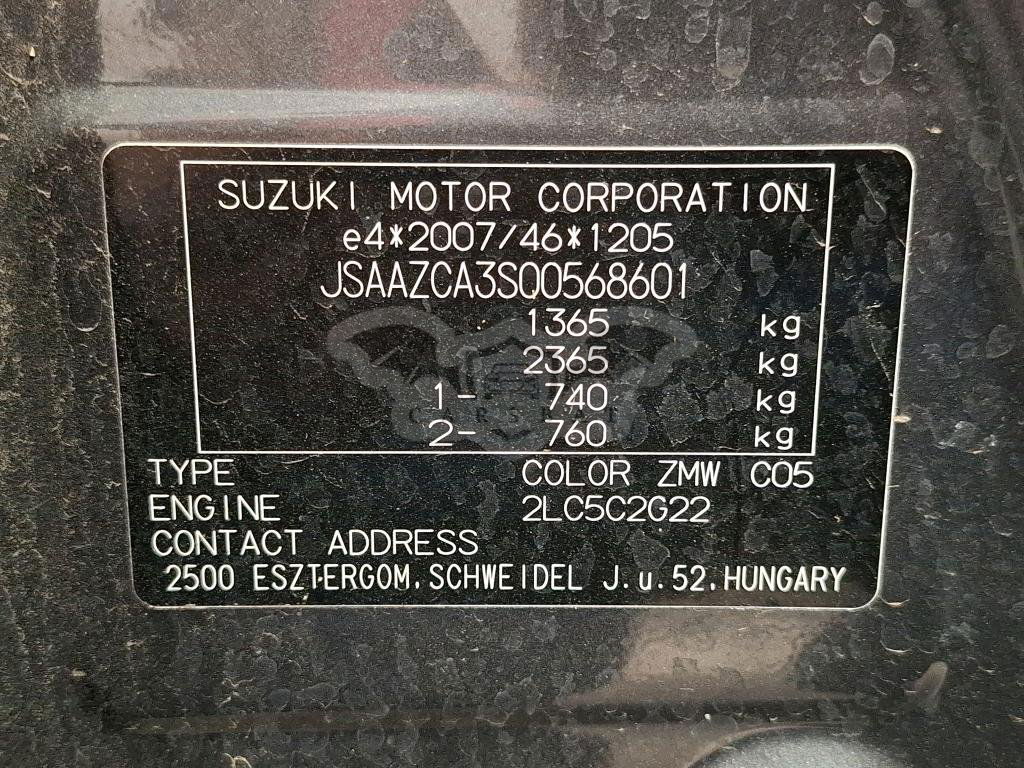 SUZUKI MOTOR CORPORATION
e4*2007/46*1205
JSAAZCA3S00568601
1365 kg
2365 kg
1- 740 kg
2- 760 kg
TYPE COLOR ZMW C05
ENGINE 2LC5C2G22
CONTACT ADDRESS
2500 ESZTERGOM.SCHWEIDEL J.u.52.HUNGARY